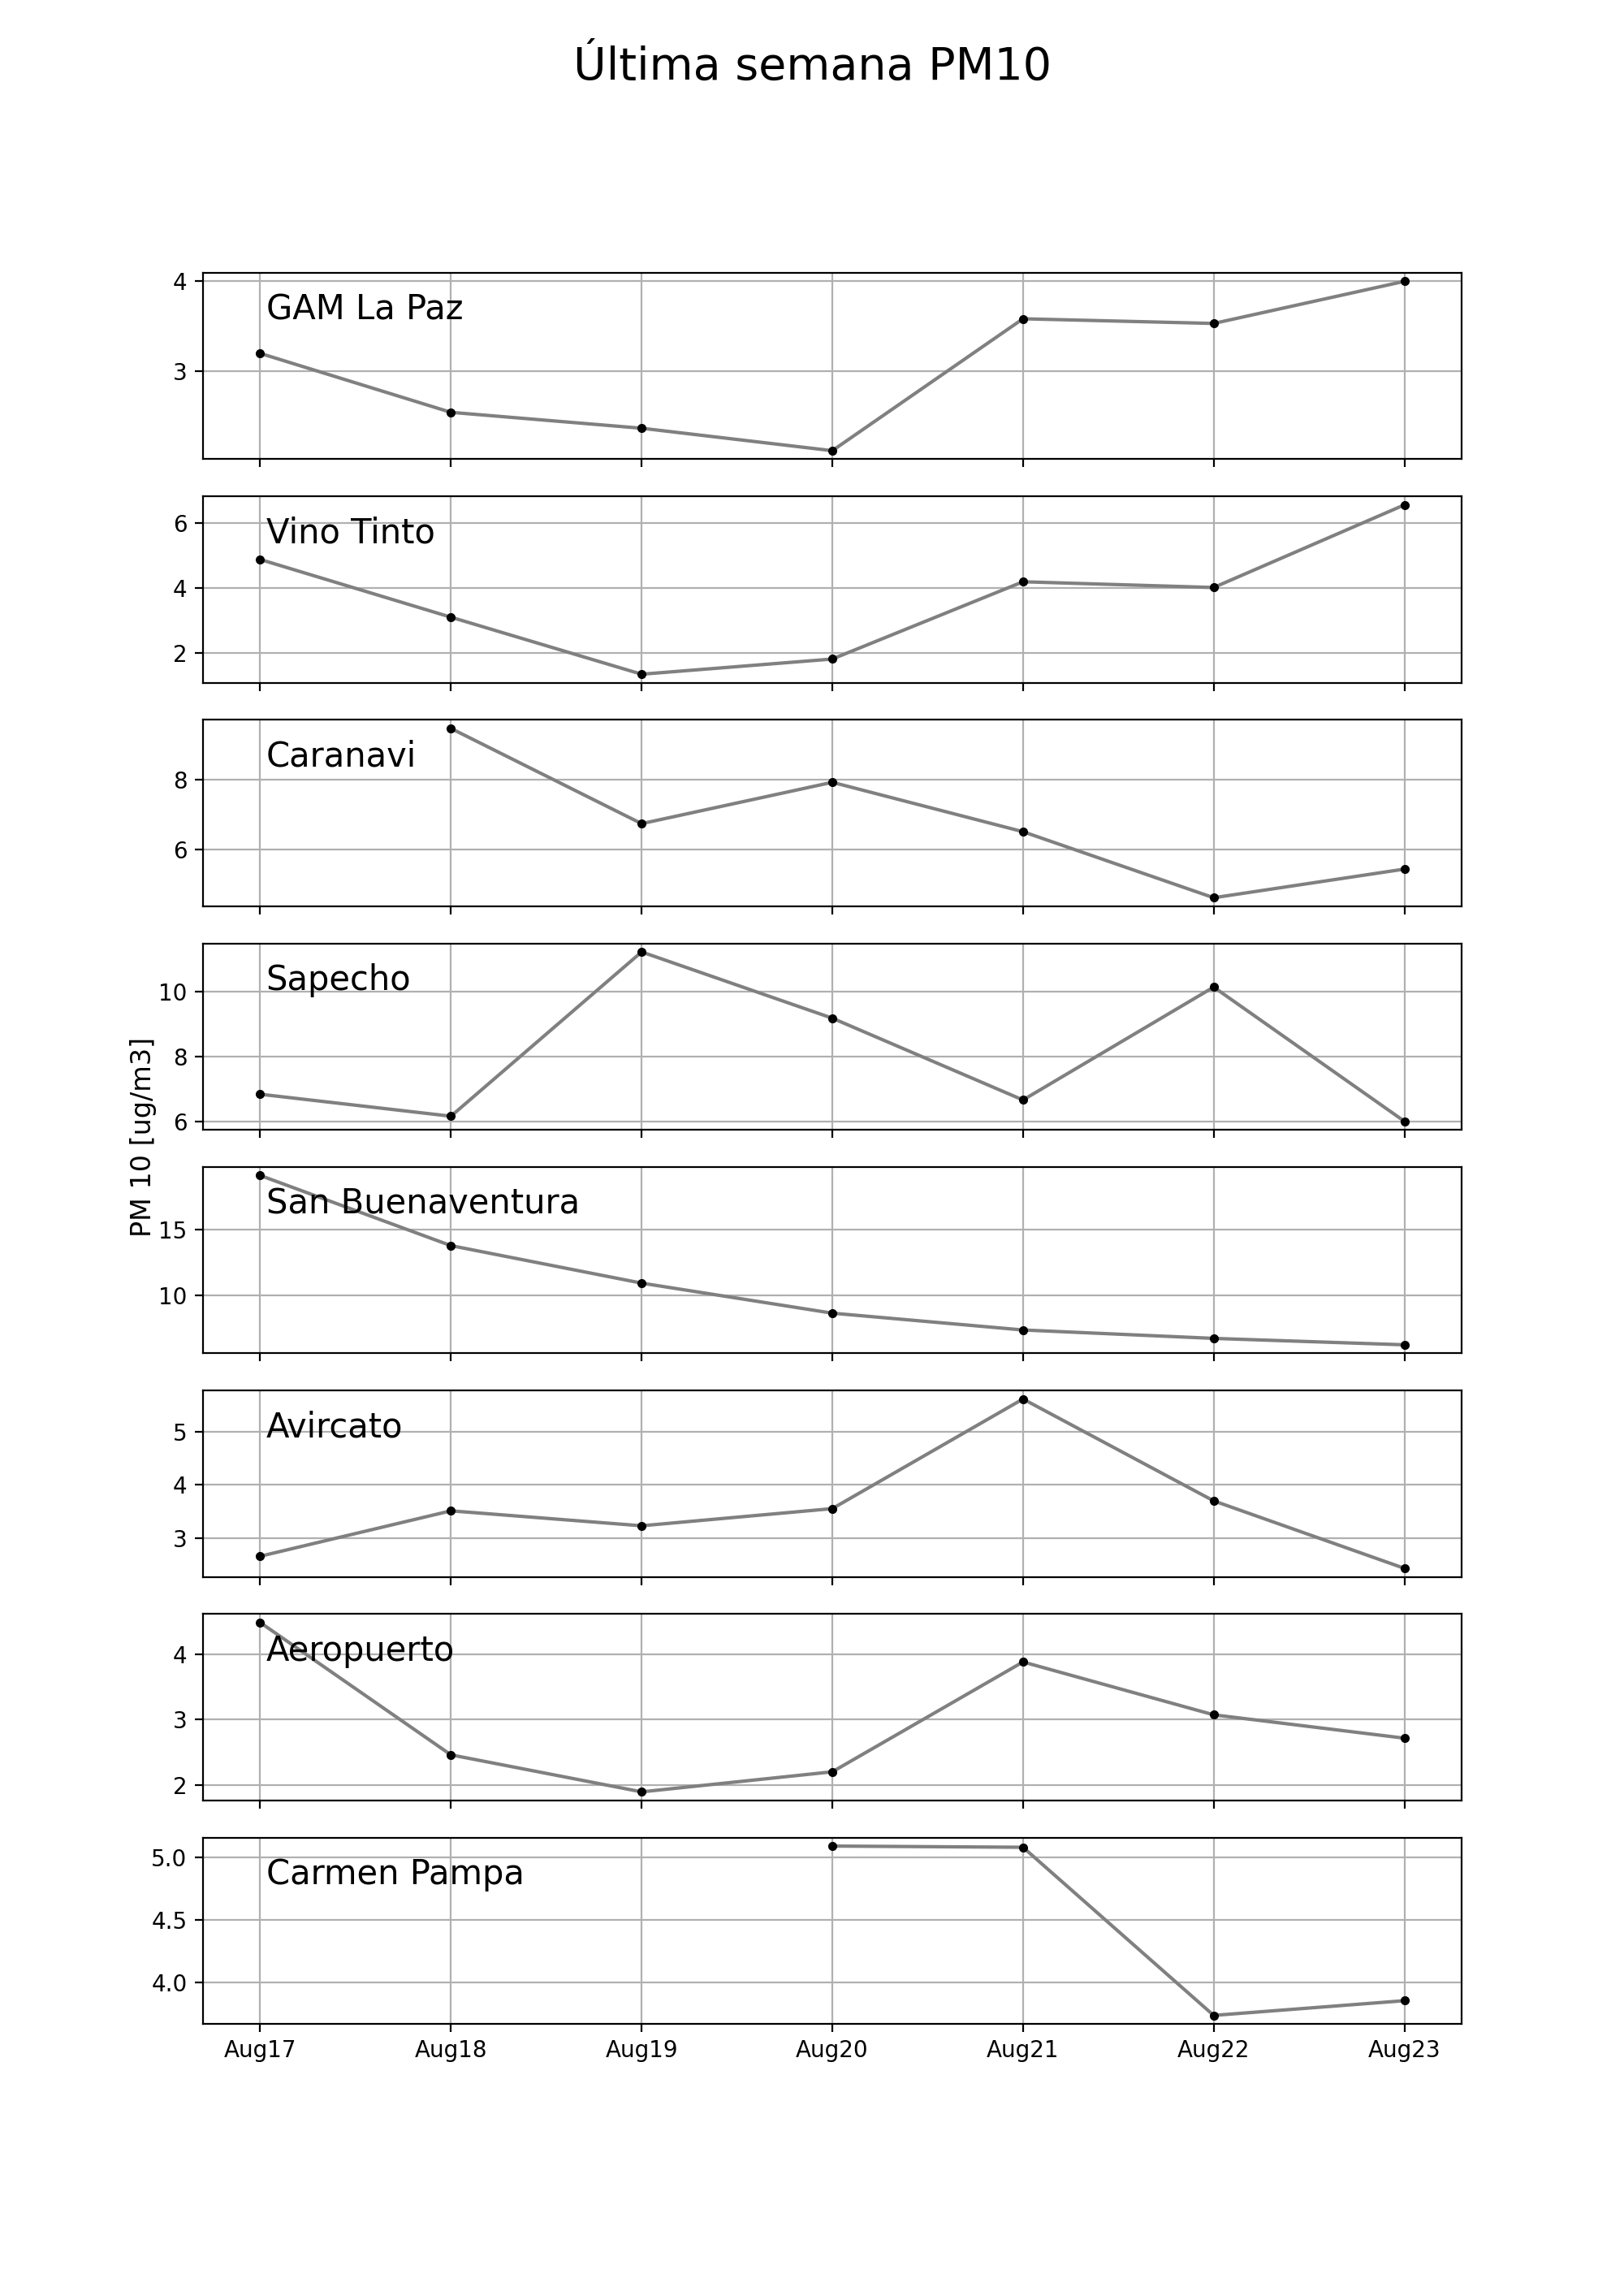 Última semana PM10
GAM La Paz
4
3
Vino Tinto
6
4
2
Caranavi
8
6
Sapecho
10
8
6
PM 10 [ug/m3]
San Buenaventura
15
10
Avircato
5
4
3
Aeropuerto
4
3
2
Carmen Pampa
5.0
4.5
4.0
Aug17 Aug18 Aug19 Aug20 Aug21 Aug22 Aug23